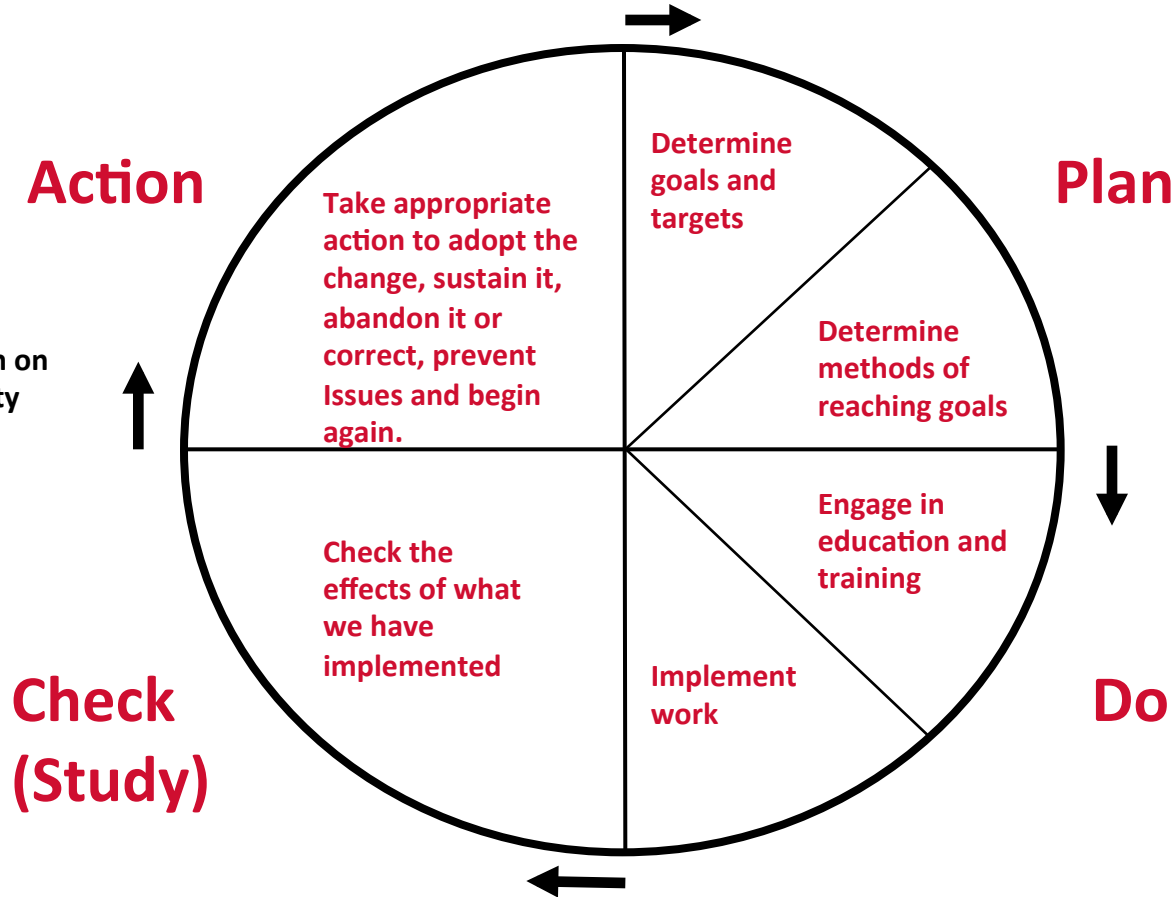 Action
Plan
Determine
goals and
targets
Determine
methods of
reaching goals
Engage in
education and
training
Implement
work
Do
Check the
effects of what
we have
implemented
Check
(Study)
Take appropriate
action to adopt the
change, sustain it,
abandon it or
correct, prevent
Issues and begin
again.
on